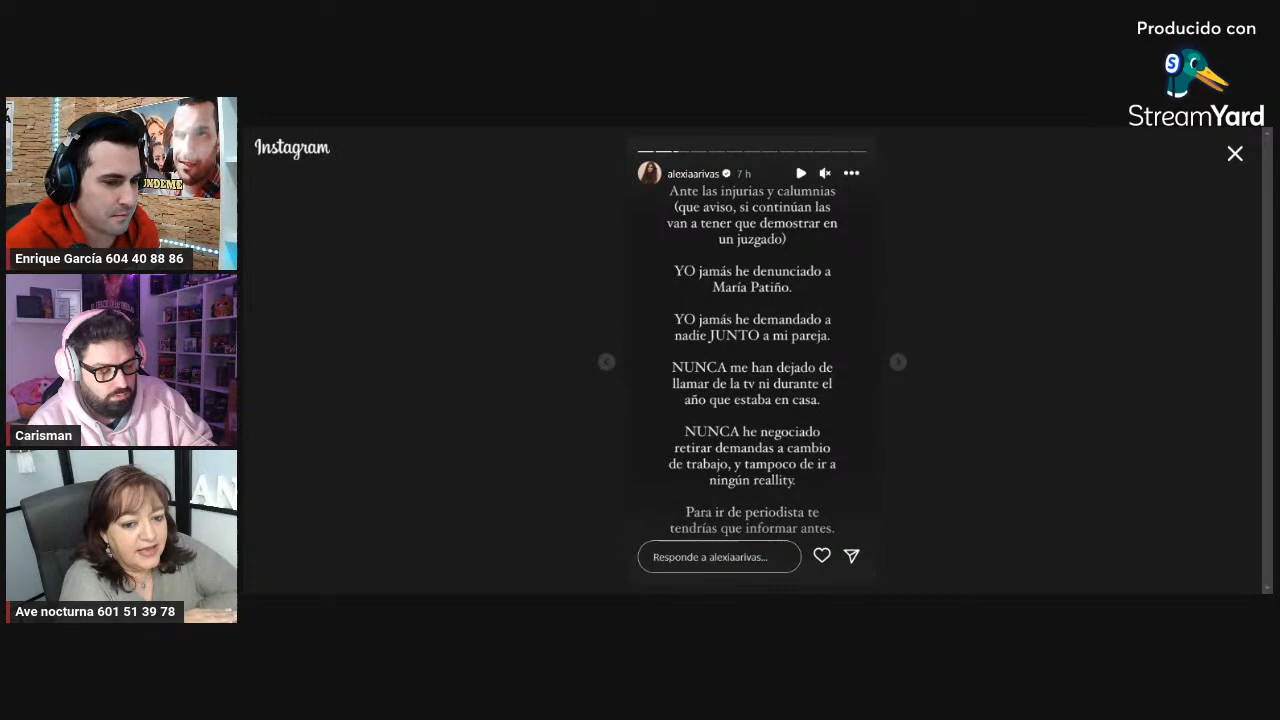 Producido con
StreamYard
Instagram
alexiaarivas 7 h
Ante las injurias y calumnias
(que aviso, si continúan las
van a tener que demostrar en
un juzgado)
YO jamás he denunciado a
María Patiño.
YO jamás he demandado a
nadie JUNTO a mi pareja.
NUNCA me han dejado de
llamar de la tv ni durante el
año que estaba en casa.
NUNCA he negociado
retirar demandas a cambio
de trabajo, y tampoco de ir a
ningún reallity.
Para ir de periodista te
tendrías que informar antes.
Responde a alexiaarivas...
UNDEME
Enrique García 604 40 88 86
Carisman
AN
Ave nocturna 601 51 39 78